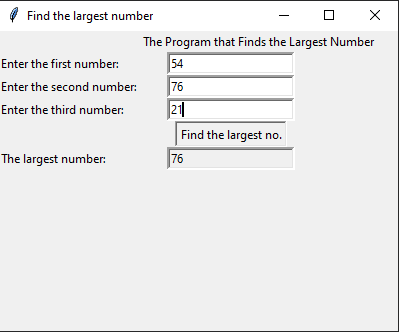 Find the largest number
The Program that Finds the Largest Number
Enter the first number: 54
Enter the second number: 76
Enter the third number: 21
Find the largest no.
The largest number: 76